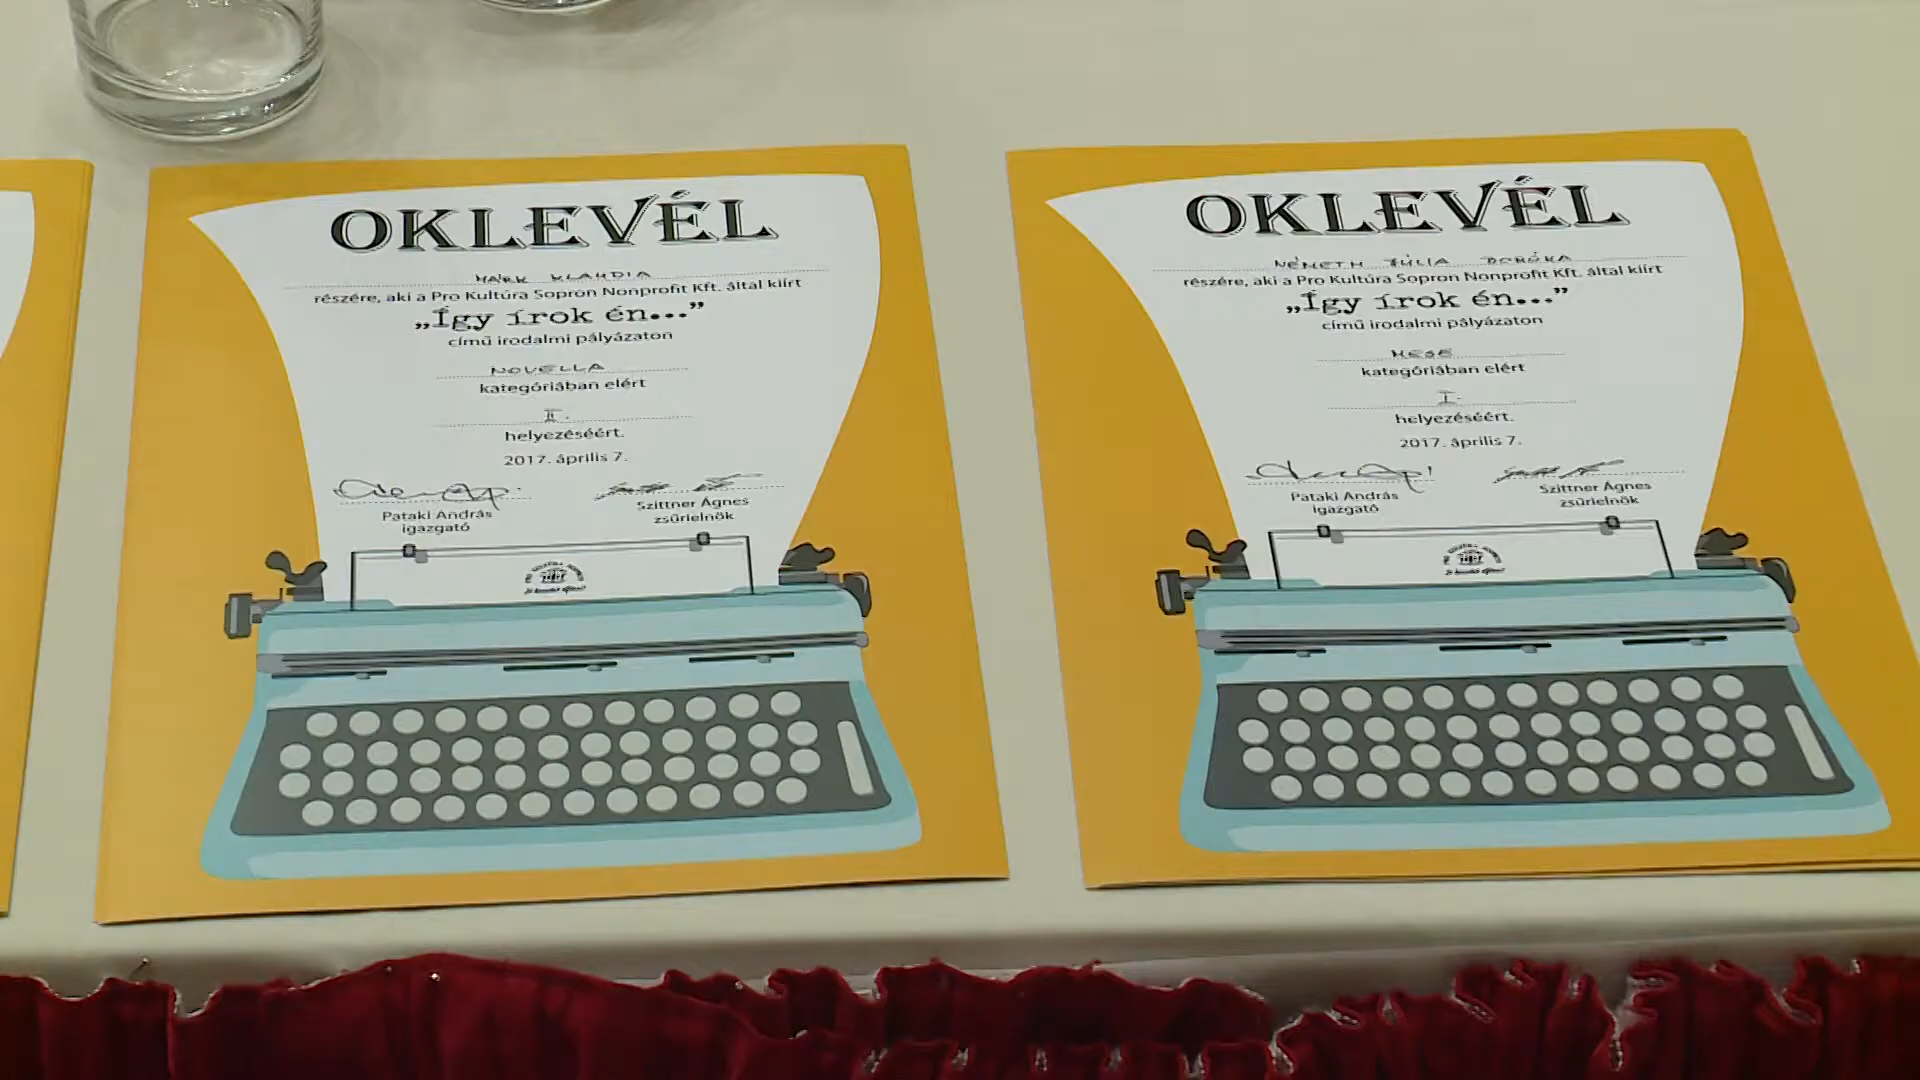 OKLEVÉL
MARK KLAUDIA
részére, aki a Pro Kultúra Sopron Nonprofit Kft. által kiírt
„Így írok én...”
című irodalmi pályázaton
NOVELLA
kategóriában elért
helyezéséért.
2017. április 7.
Pataki András
igazgató
Szittner Ágnes
zsűrielnök
OKLEVÉL
NÉMETH JÚLIA DORÓKA
részére, aki a Pro Kultúra Sopron Nonprofit Kft. által kiírt
„Így írok én...”
című irodalmi pályázaton
MESE
kategóriában elért
I.
helyezéséért.
2017. április 7.
Pataki András
igazgató
Szittner Ágnes
zsűrielnök